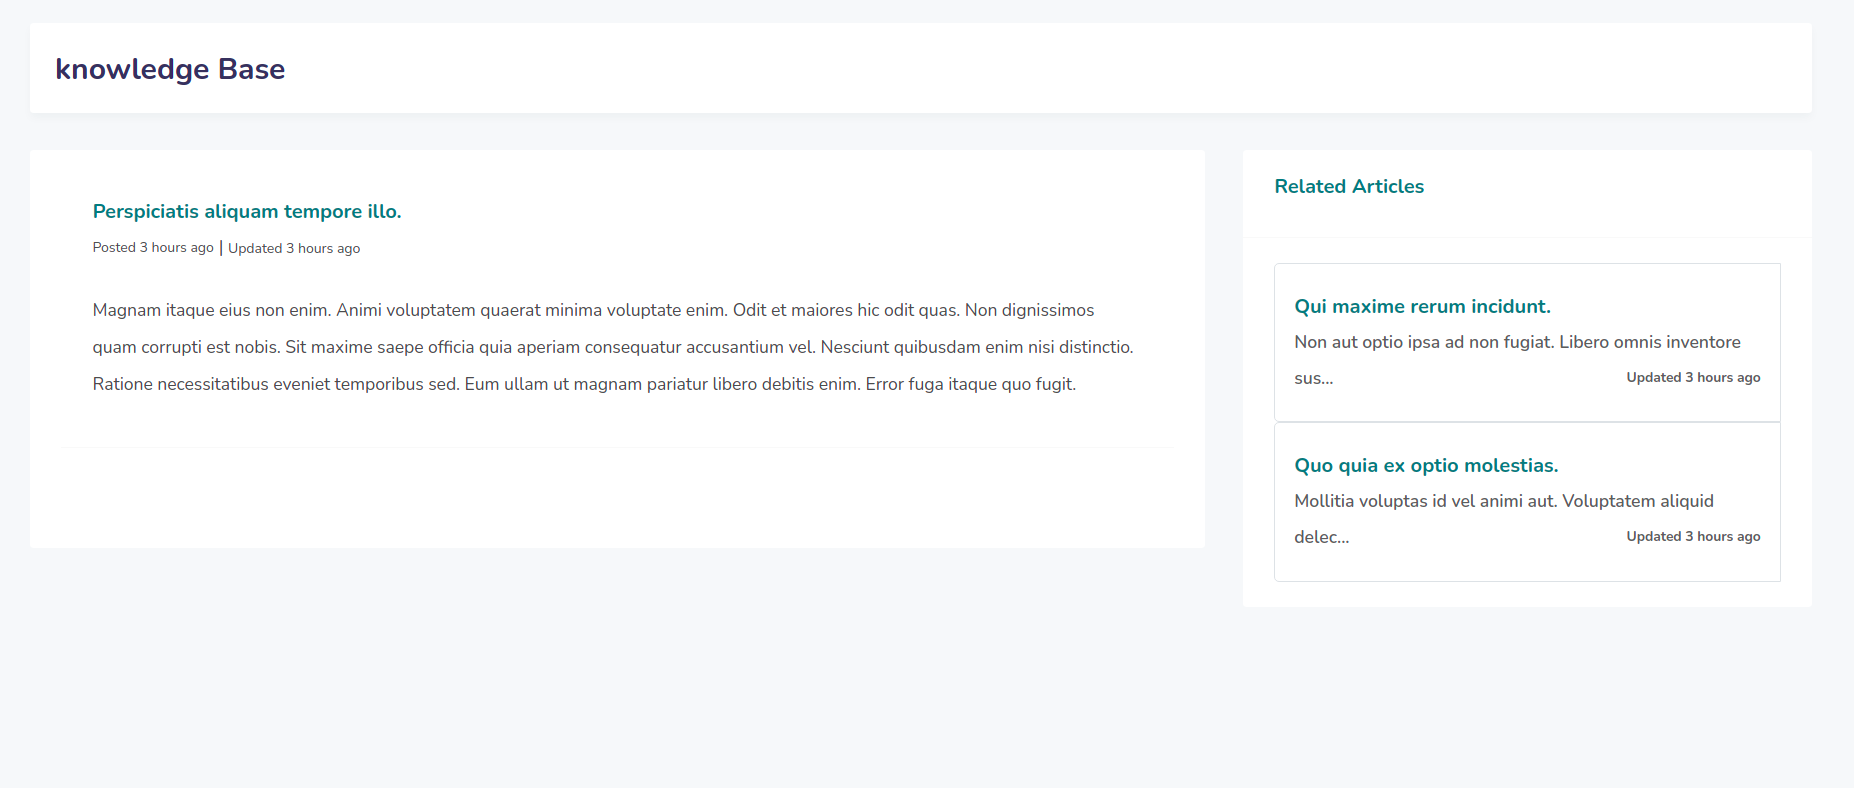 knowledge Base
Perspiciatis aliquam tempore illo.
Posted 3 hours ago | Updated 3 hours ago
Magnam itaque eius non enim. Animi voluptatem quaerat minima voluptate enim. Odit et maiores hic odit quas. Non dignissimos
quam corrupti est nobis. Sit maxime saepe officia quia aperiam consequatur accusantium vel. Nesciunt quibusdam enim nisi distinctio.
Ratione necessitatibus eveniet temporibus sed. Eum ullam ut magnam pariatur libero debitis enim. Error fuga itaque quo fugit.
Related Articles
Qui maxime rerum incidunt.
Non aut optio ipsa ad non fugiat. Libero omnis inventore
sus... Updated 3 hours ago
Quo quia ex optio molestias.
Mollitia voluptas id vel animi aut. Voluptatem aliquid
delec... Updated 3 hours ago